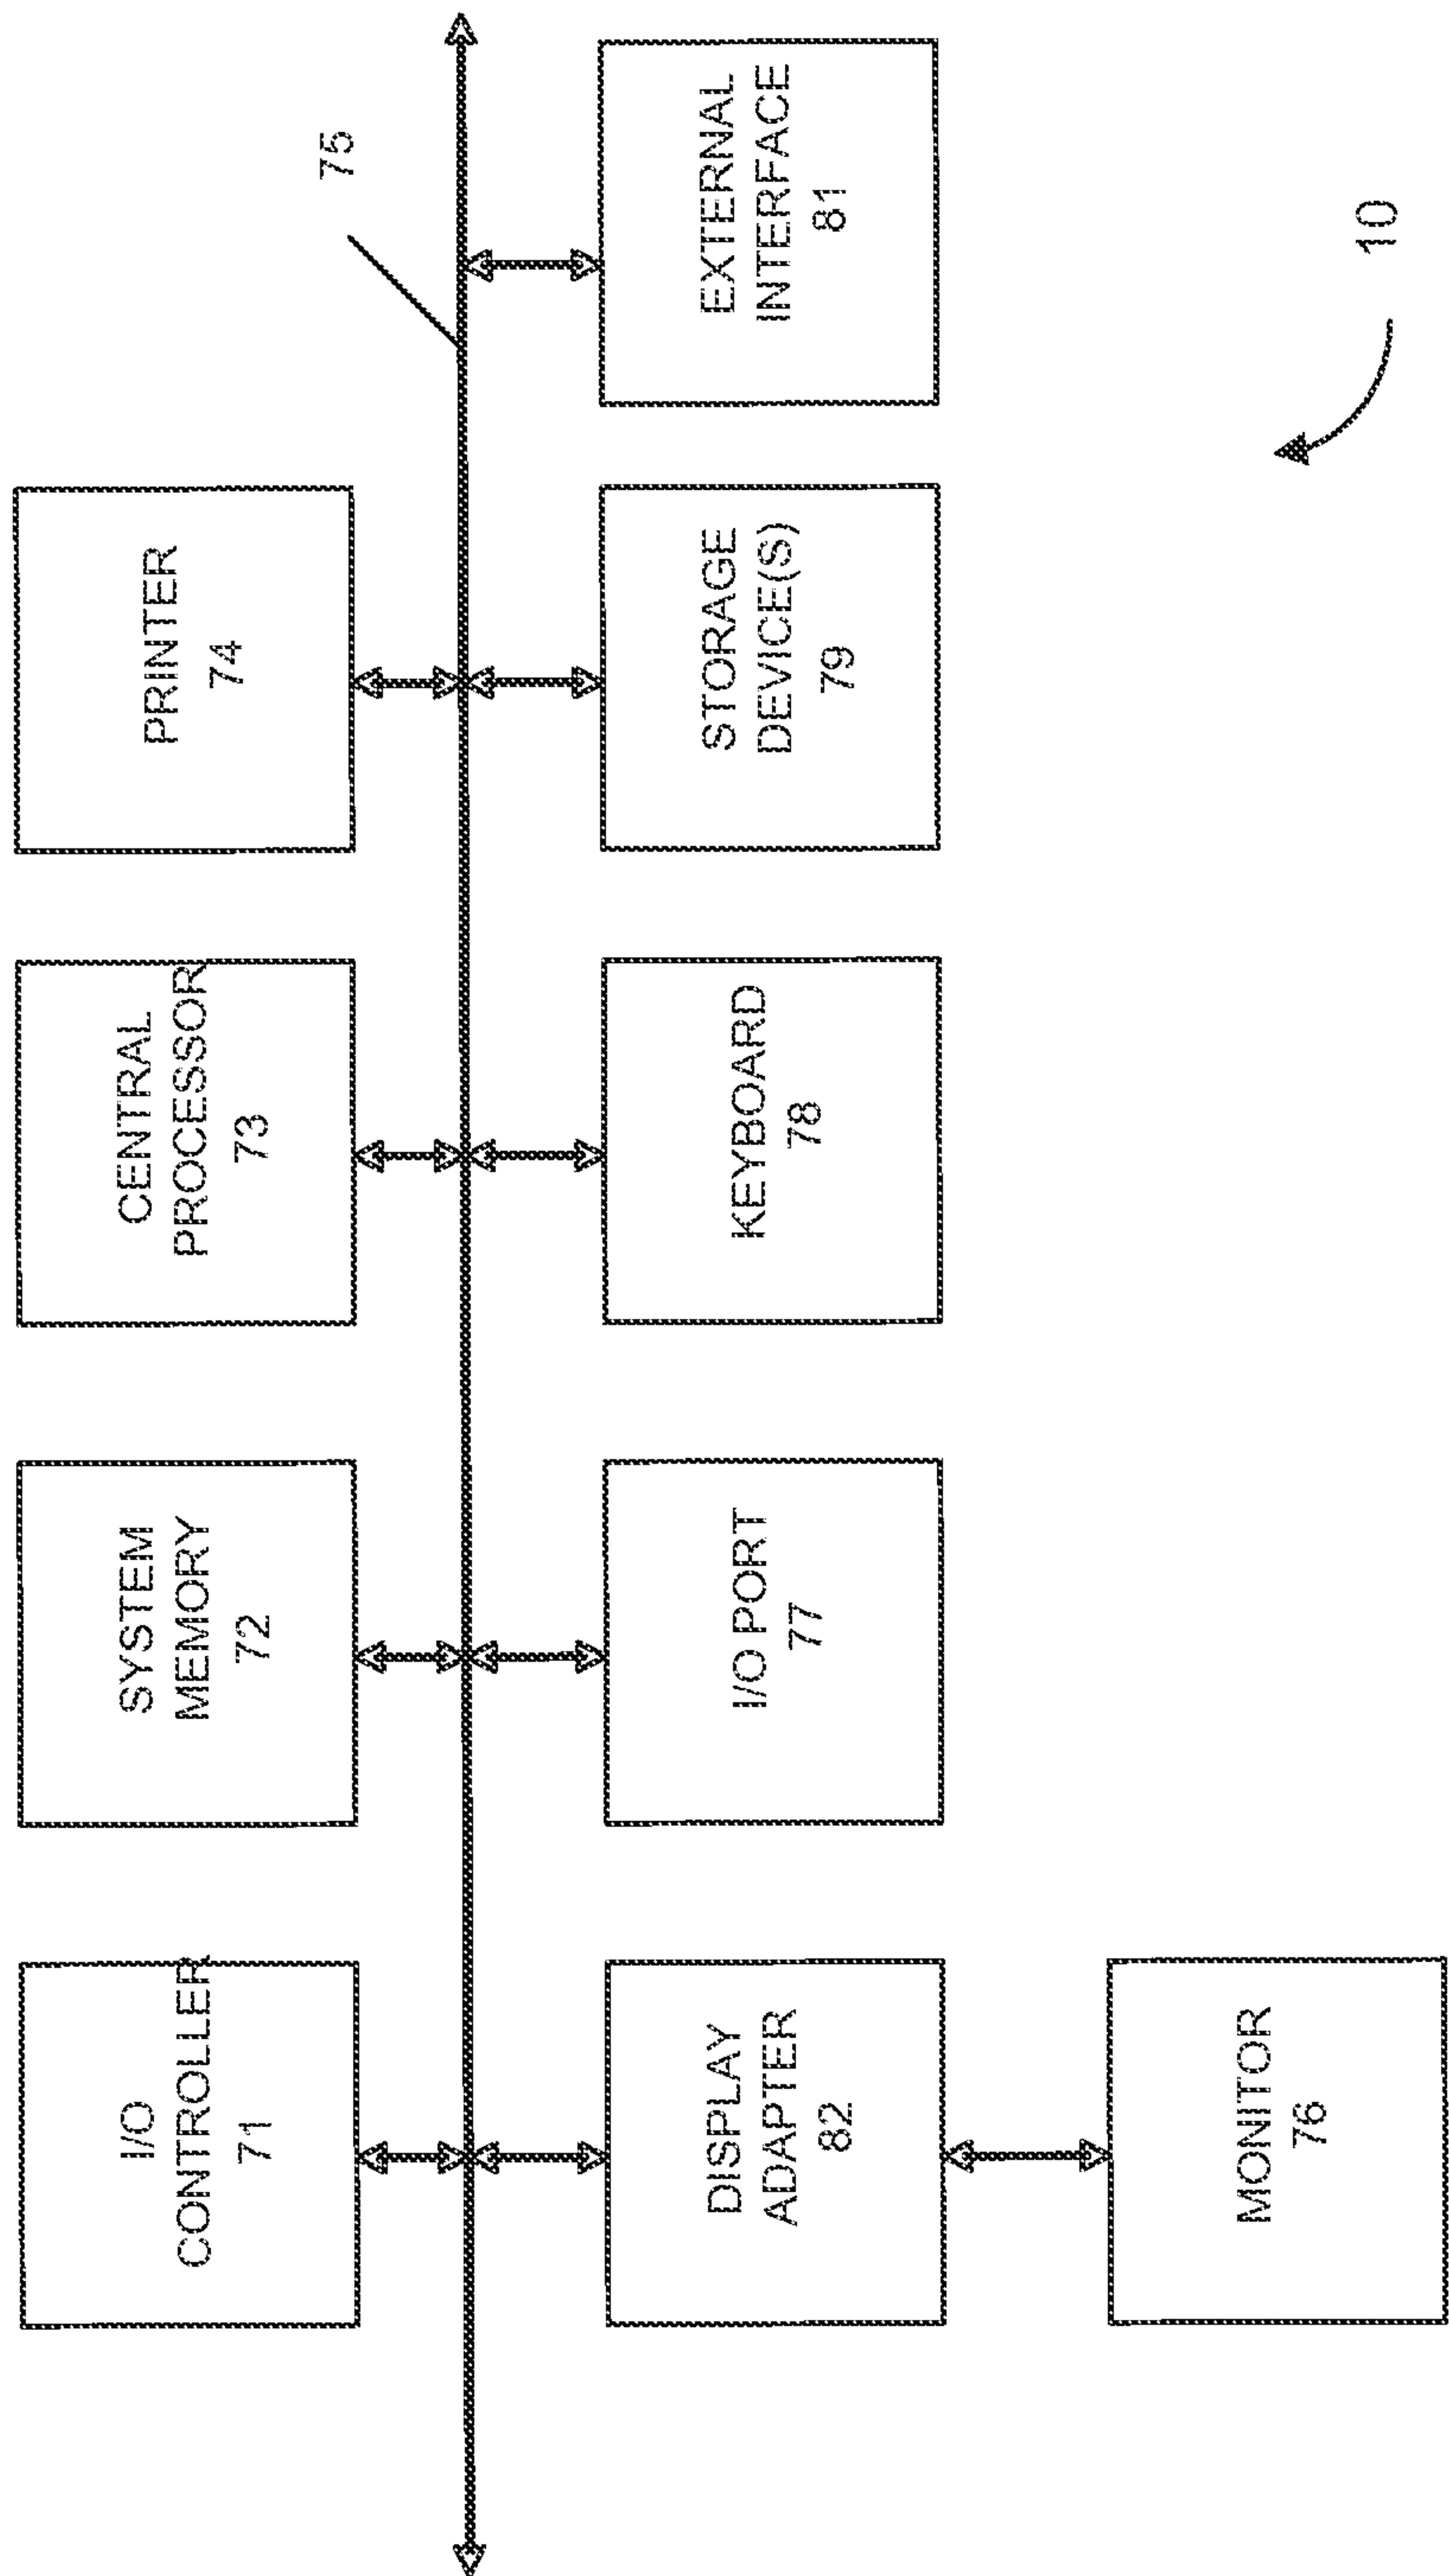 I/O
CONTROLLER
71
SYSTEM
MEMORY
72
CENTRAL
PROCESSOR
73
PRINTER
74
75
DISPLAY
ADAPTER
82
I/O PORT
77
KEYBOARD
78
STORAGE
DEVICE(S)
79
EXTERNAL
INTERFACE
81
MONITOR
76
10